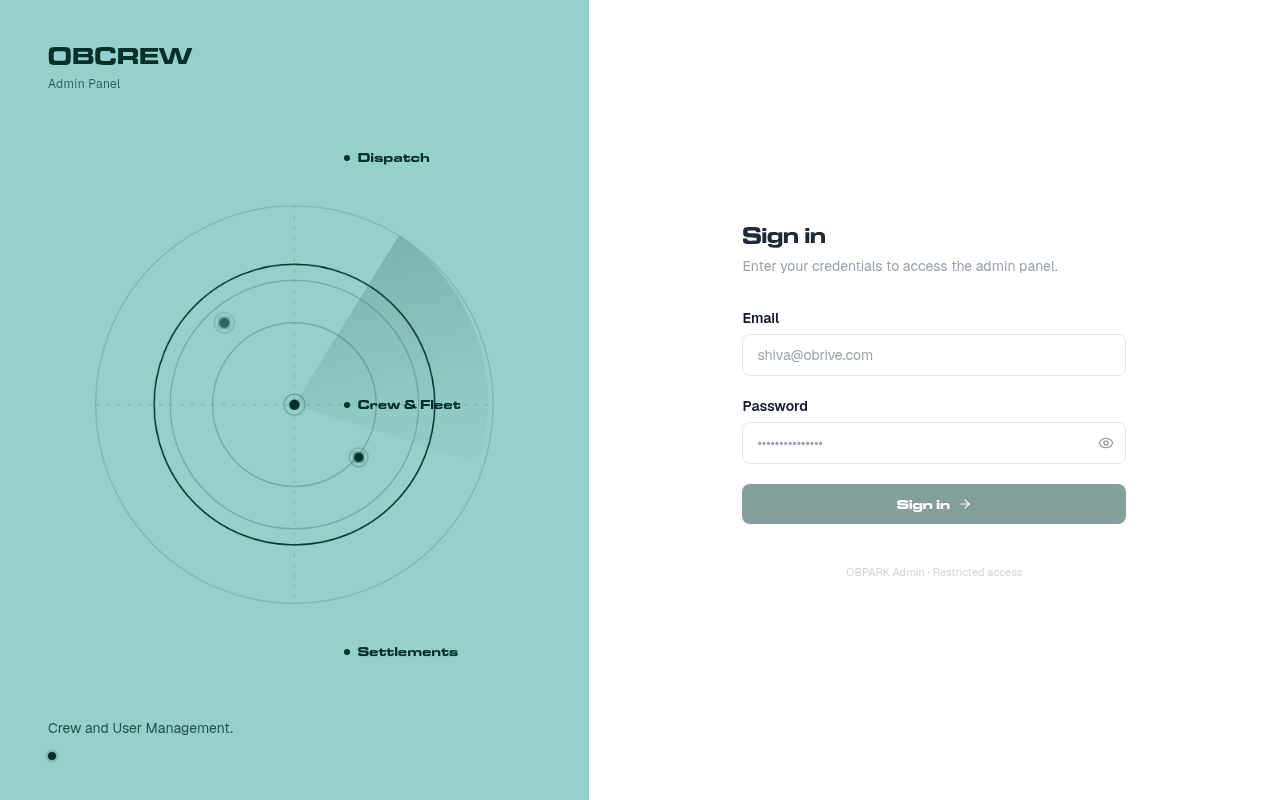 OBCREW
Admin Panel
Dispatch
Crew & Fleet
Settlements
Crew and User Management.
Sign in
Enter your credentials to access the admin panel.
Email
shiva@obrive.com
Password
•••••••••••••••
Sign in →
OBPARK Admin · Restricted access